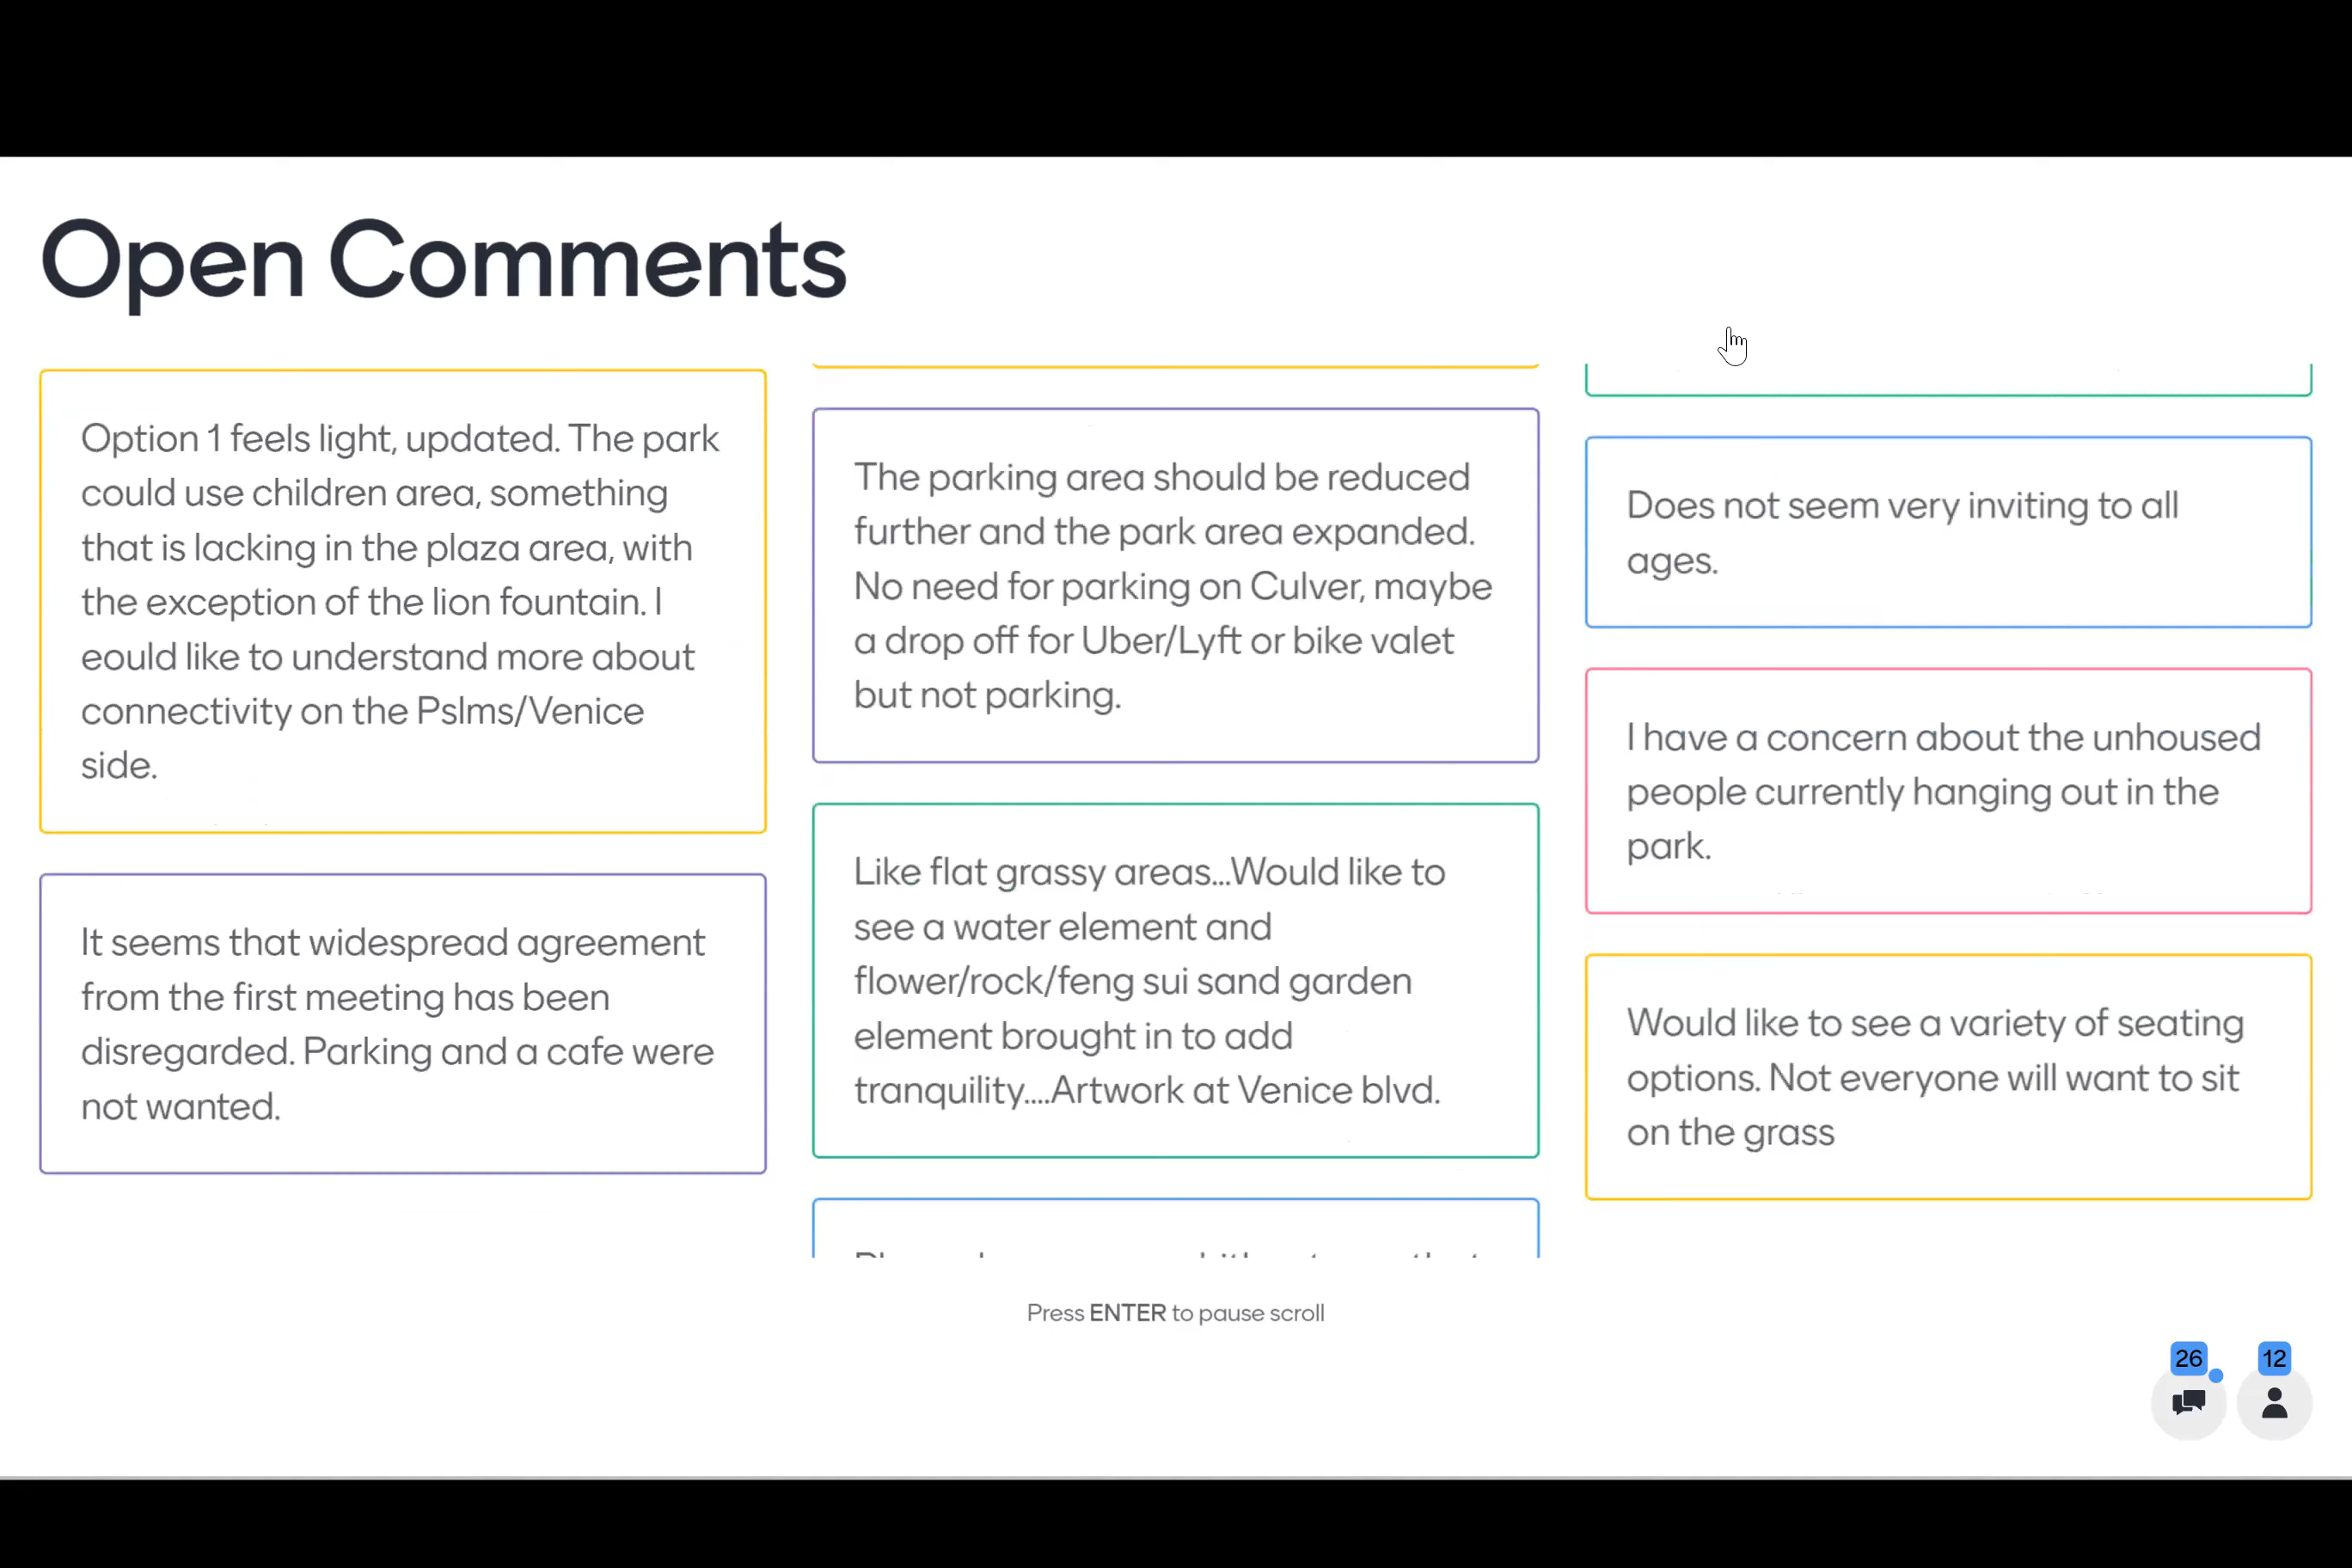 Open Comments
Option 1 feels light, updated. The park
could use children area, something
that is lacking in the plaza area, with
the exception of the lion fountain. I
eould like to understand more about
connectivity on the Pslms/Venice
side.
It seems that widespread agreement
from the first meeting has been
disregarded. Parking and a cafe were
not wanted.
The parking area should be reduced
further and the park area expanded.
No need for parking on Culver, maybe
a drop off for Uber/Lyft or bike valet
but not parking.
Like flat grassy areas...Would like to
see a water element and
flower/rock/feng sui sand garden
element brought in to add
tranquility....Artwork at Venice blvd.
Does not seem very inviting to all
ages.
I have a concern about the unhoused
people currently hanging out in the
park.
Would like to see a variety of seating
options. Not everyone will want to sit
on the grass
Press ENTER to pause scroll
26
12